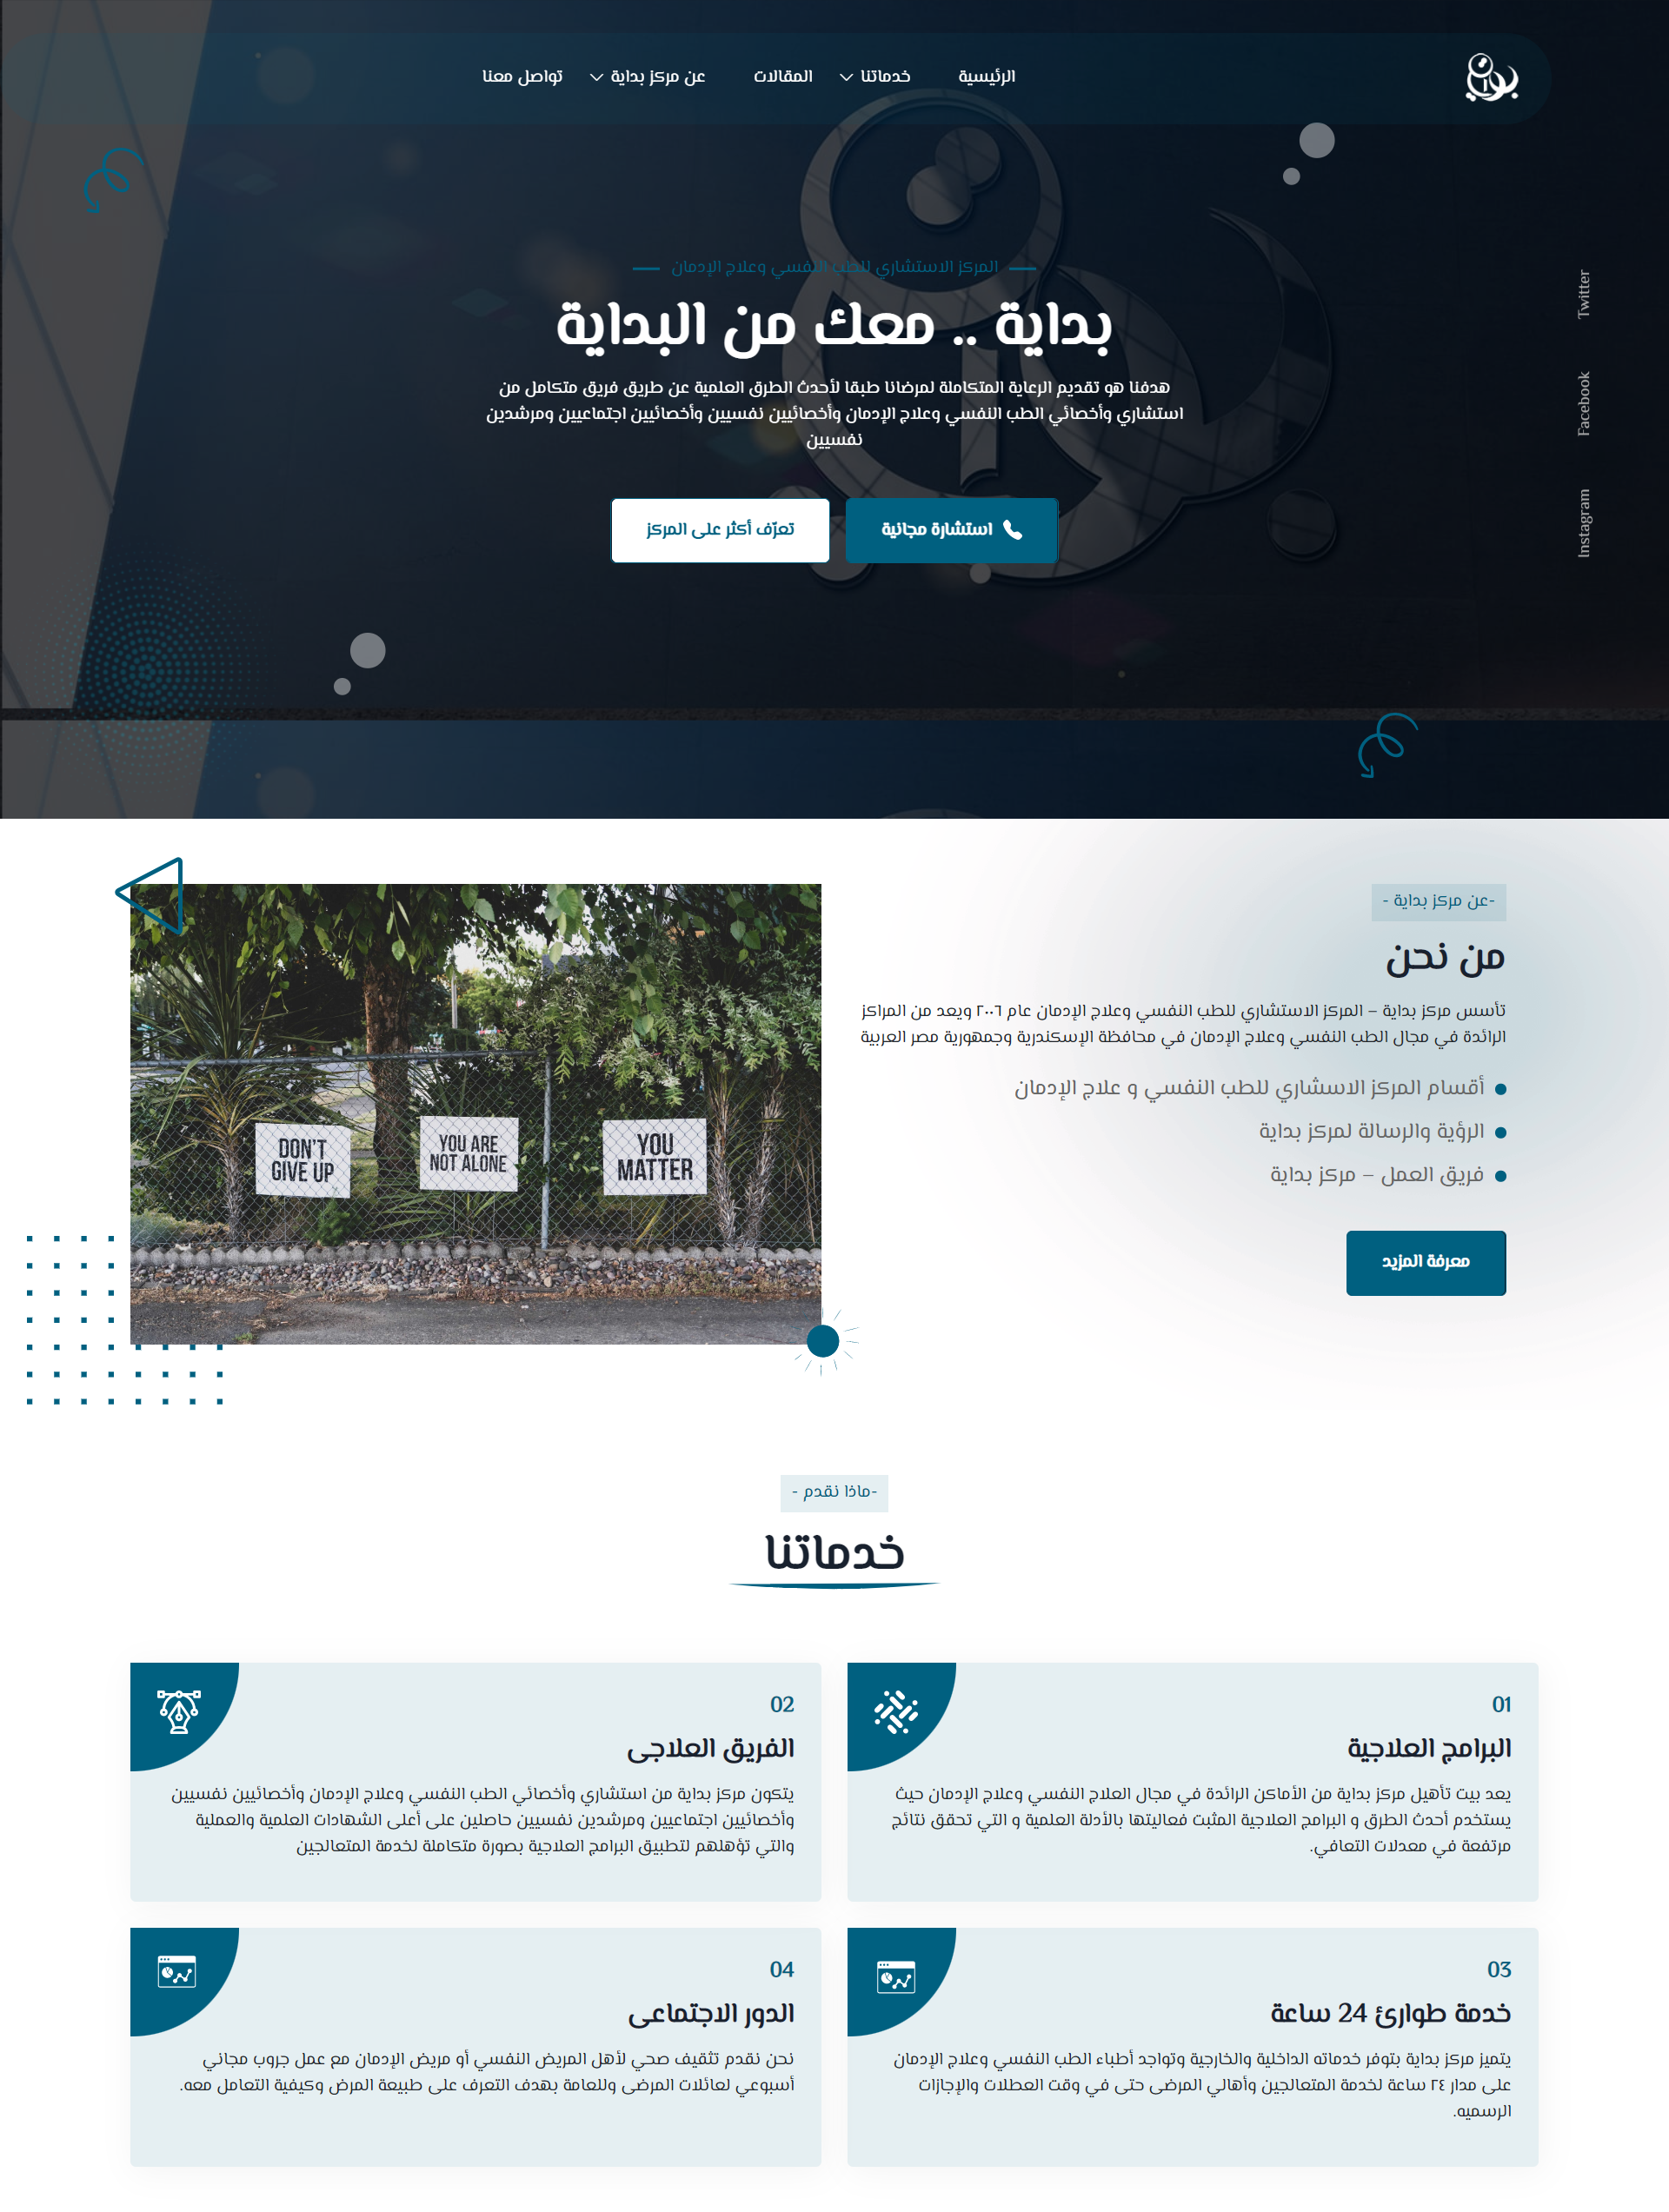 بداية
الرئيسية
خدماتنا
المقالات
عن مركز بداية
تواصل معنا
Twitter
Facebook
Instagram
المركز الاستشاري للطب النفسي وعلاج الإدمان
بداية .. معك من البداية
هدفنا هو تقديم الرعاية المتكاملة لمرضانا طبقا لأحدث الطرق العلمية عن طريق فريق متكامل من
استشاري وأخصائي الطب النفسي وعلاج الإدمان وأخصائيين نفسيين وأخصائيين اجتماعيين ومرشدين
نفسيين
استشارة مجانية
تعرّف أكثر على المركز
-عن مركز بداية -
من نحن
تأسس مركز بداية – المركز الاستشاري للطب النفسي وعلاج الإدمان عام ٢٠٠٦ ويعد من المراكز
الرائدة في مجال الطب النفسي وعلاج الإدمان في محافظة الإسكندرية وجمهورية مصر العربية
أقسام المركز الاسشاري للطب النفسي و علاج الإدمان
الرؤية والرسالة لمركز بداية
فريق العمل – مركز بداية
معرفة المزيد
DON'T
GIVE UP
YOU ARE
NOT ALONE
YOU
MATTER
-ماذا نقدم -
خدماتنا
01
البرامج العلاجية
يعد بيت تأهيل مركز بداية من الأماكن الرائدة في مجال العلاج النفسي وعلاج الإدمان حيث
يستخدم أحدث الطرق و البرامج العلاجية المثبت فعاليتها بالأدلة العلمية و التي تحقق نتائج
مرتفعة في معدلات التعافي.
02
الفريق العلاجى
يتكون مركز بداية من استشاري وأخصائي الطب النفسي وعلاج الإدمان وأخصائيين نفسيين
وأخصائيين اجتماعيين ومرشدين نفسيين حاصلين على أعلى الشهادات العلمية والعملية
والتي تؤهلهم لتطبيق البرامج العلاجية بصورة متكاملة لخدمة المتعالجين
03
خدمة طوارئ 24 ساعة
يتميز مركز بداية بتوفر خدماته الداخلية والخارجية وتواجد أطباء الطب النفسي وعلاج الإدمان
على مدار ٢٤ ساعة لخدمة المتعالجين وأهالي المرضى حتى في وقت العطلات والإجازات
الرسميه.
04
الدور الاجتماعى
نحن نقدم تثقيف صحي لأهل المريض النفسي أو مريض الإدمان مع عمل جروب مجاني
أسبوعي لعائلات المرضى وللعامة بهدف التعرف على طبيعة المرض وكيفية التعامل معه.